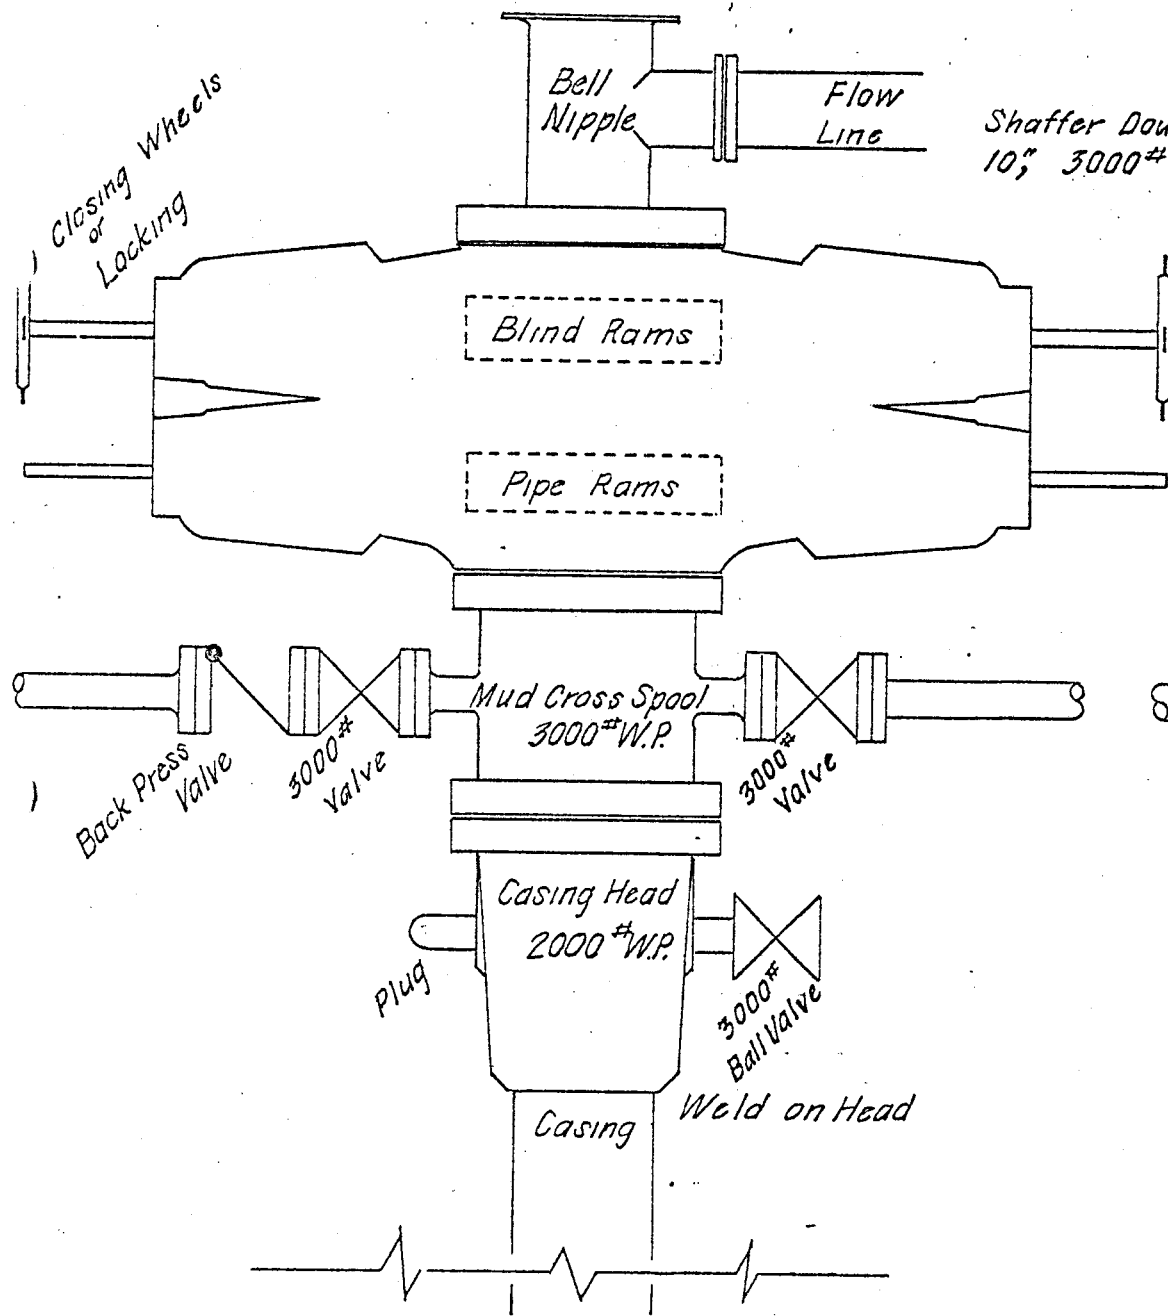 Bell
Nipple
Flow
Line
Shaffer
10", 3000#
Closing Wheels
or
Locking
Blind Rams
Pipe Rams
Mud Cross Spool
3000# W.P.
Back Press
Valve
3000#
Valve
3000#
Valve
Casing Head
2000# W.P.
Plug
3000#
Ball Valve
Weld on Head
Casing